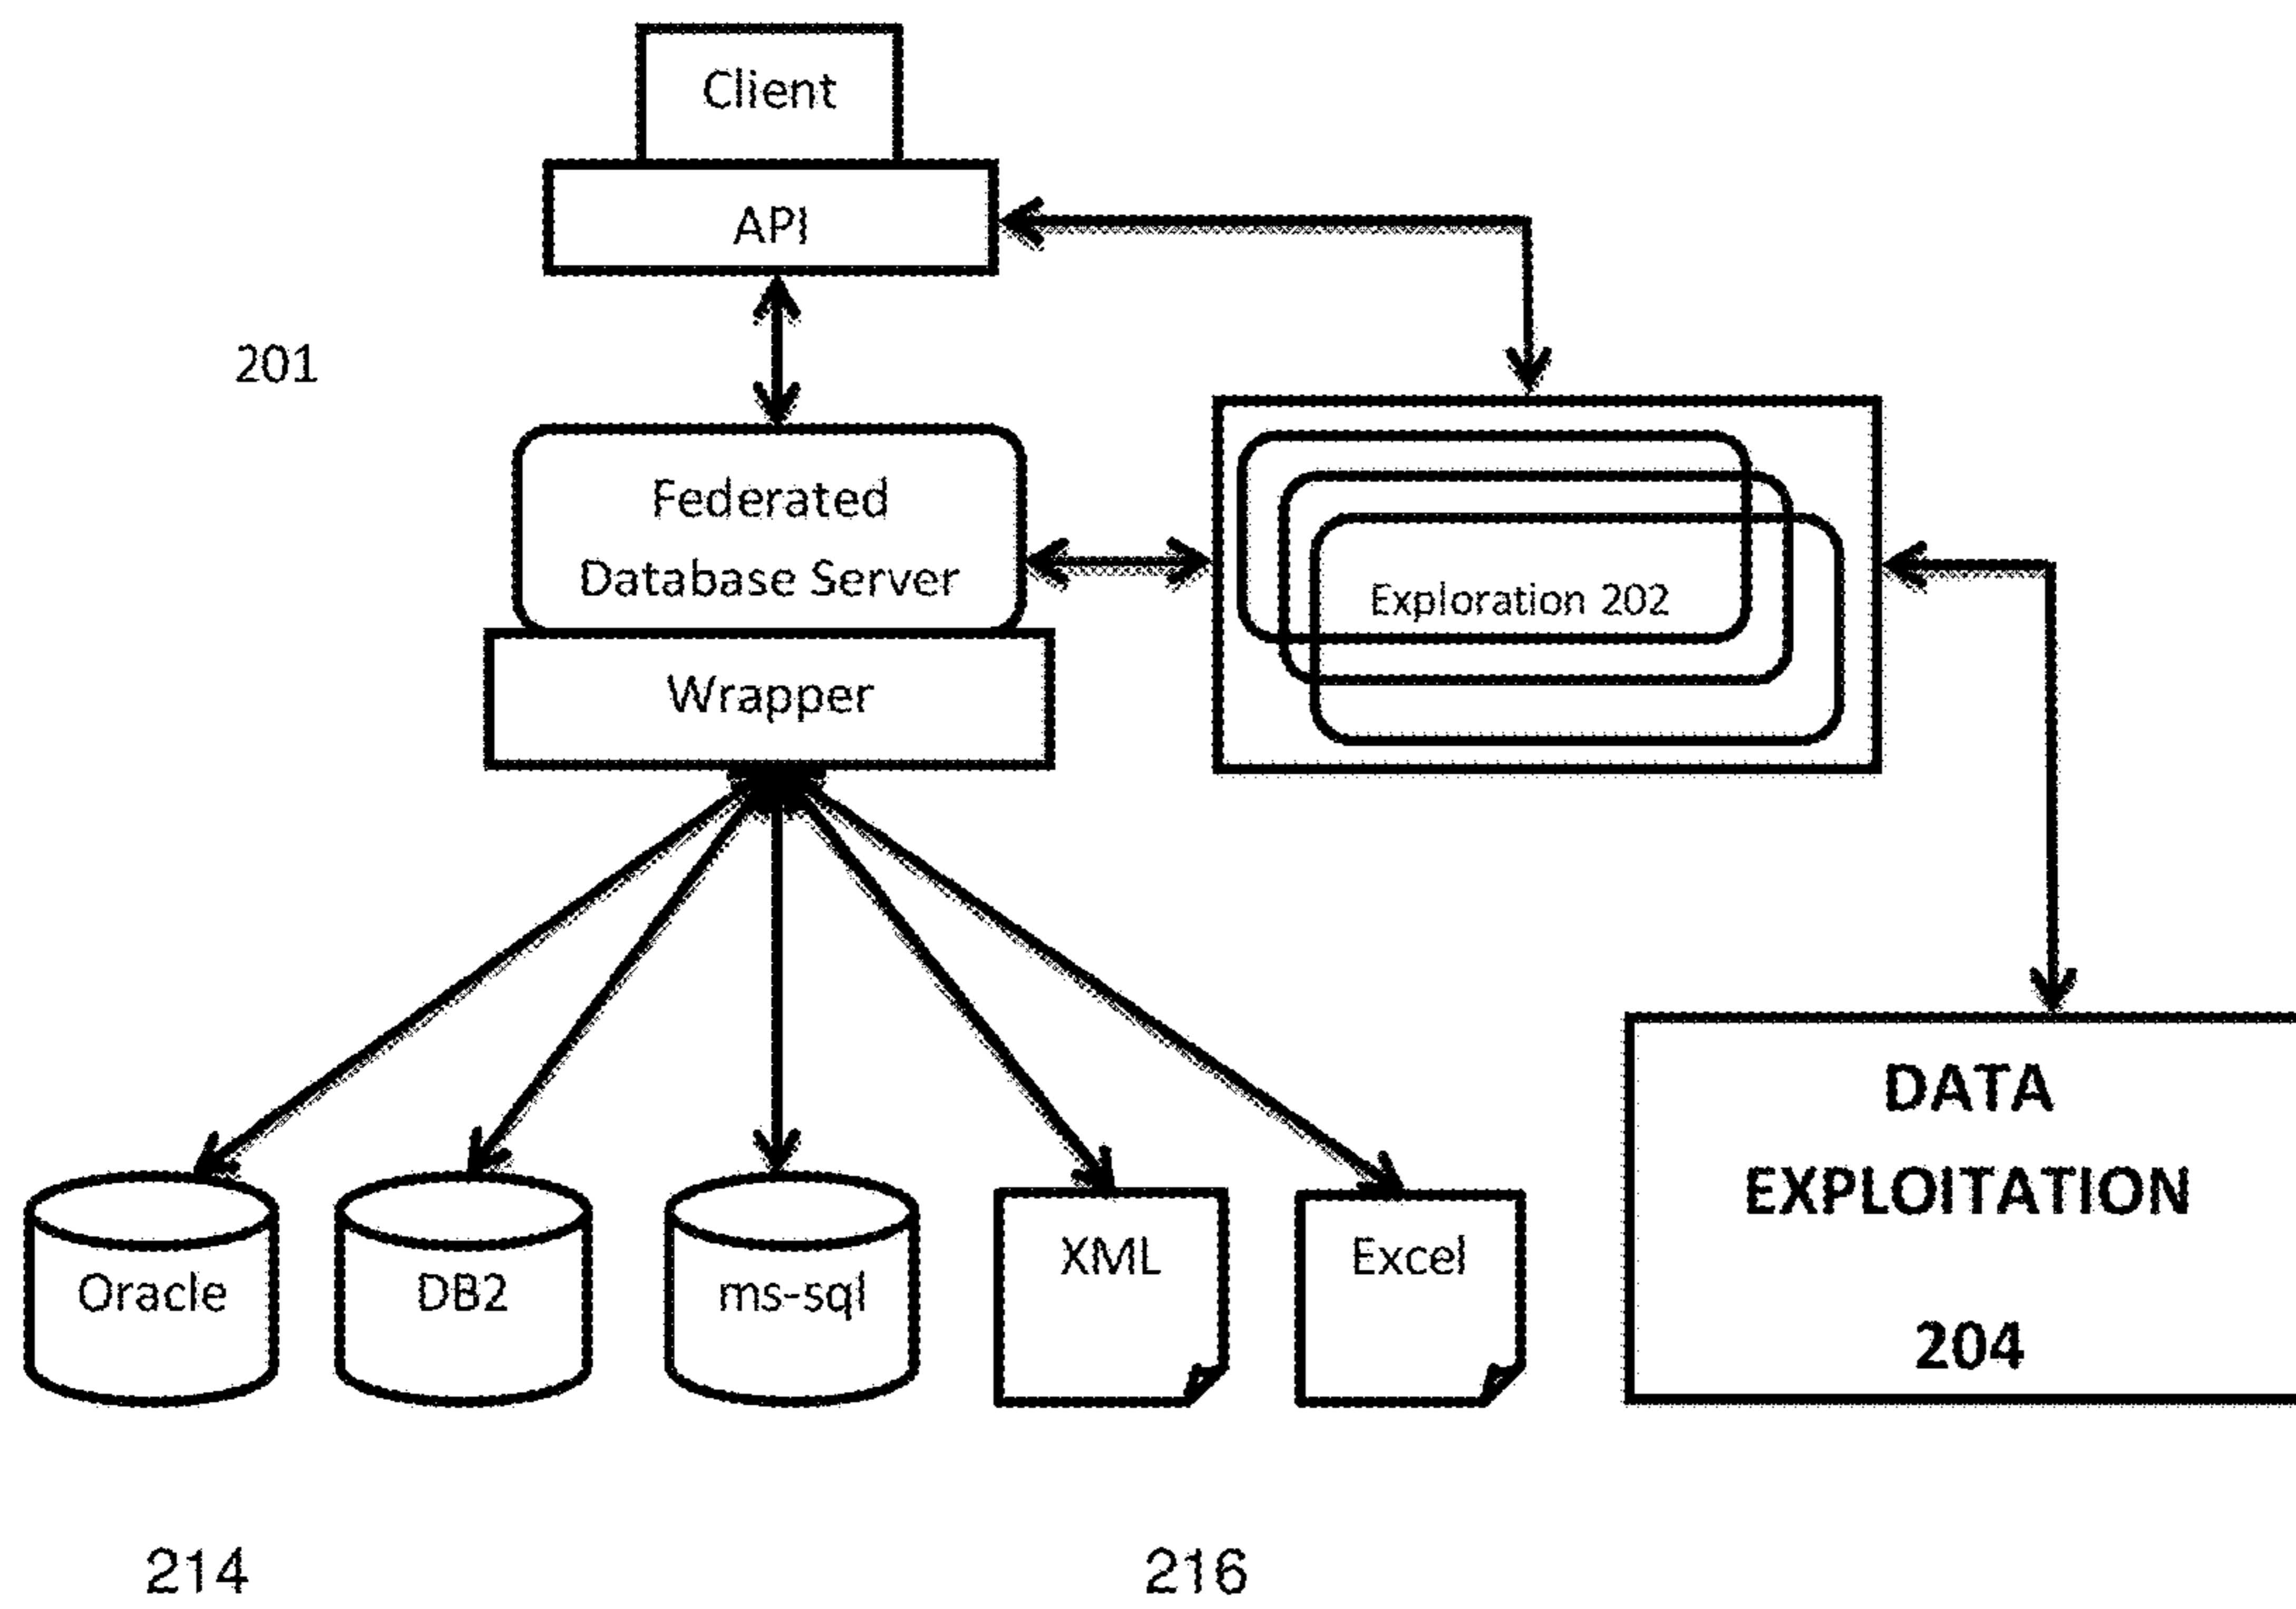 Client
API
201
Federated
Database Server
Exploration 202
Wrapper
DATA
EXPLOITATION
204
Oracle
DB2
ms-sql
XML
Excel
214
216